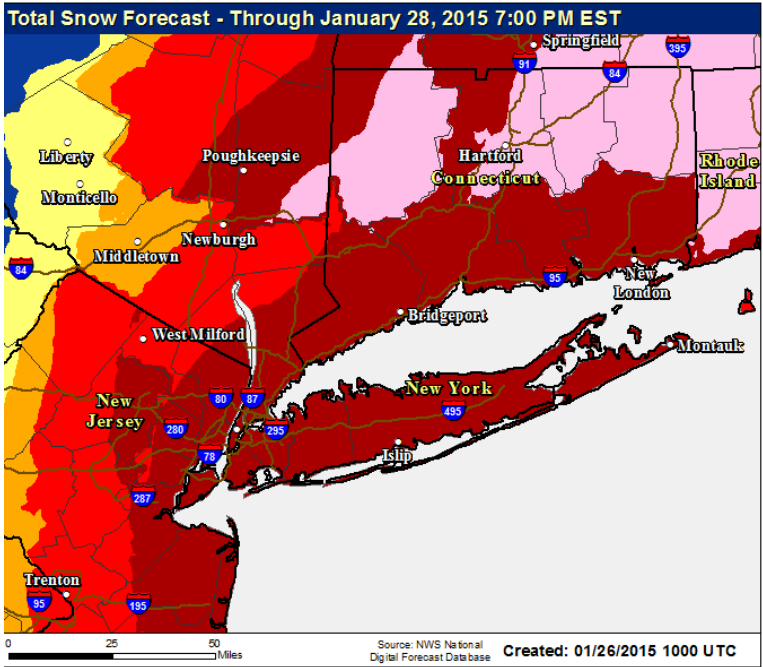 Total Snow Forecast - Through January 28, 2015 7:00 PM EST
Springfield
395
91
84
Liberty
Poughkeepsie
Hartford
Rhode
Connecticut
Island
Monticello
Newburgh
Middletown
84
95
New
London
Bridgeport
West Milford
Montauk
New York
New
Jersey
80
87
495
280
295
78
Islip
287
Trenton
95
195
0
25
50
Miles
Source: NWS National
Digital Forecast Database
Created: 01/26/2015 1000 UTC